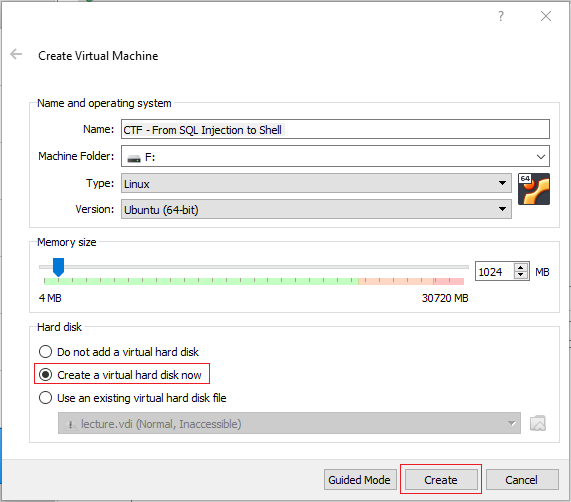 ?
Create Virtual Machine
Name and operating system
Name: CTF - From SQL Injection to Shell
Machine Folder: F:
Type: Linux
64
Version: Ubuntu (64-bit)
Memory size
1024 MB
4 MB 30720 MB
Hard disk
Do not add a virtual hard disk
Create a virtual hard disk now
Use an existing virtual hard disk file
lecture.vdi (Normal, Inaccessible)
Guided Mode Create Cancel